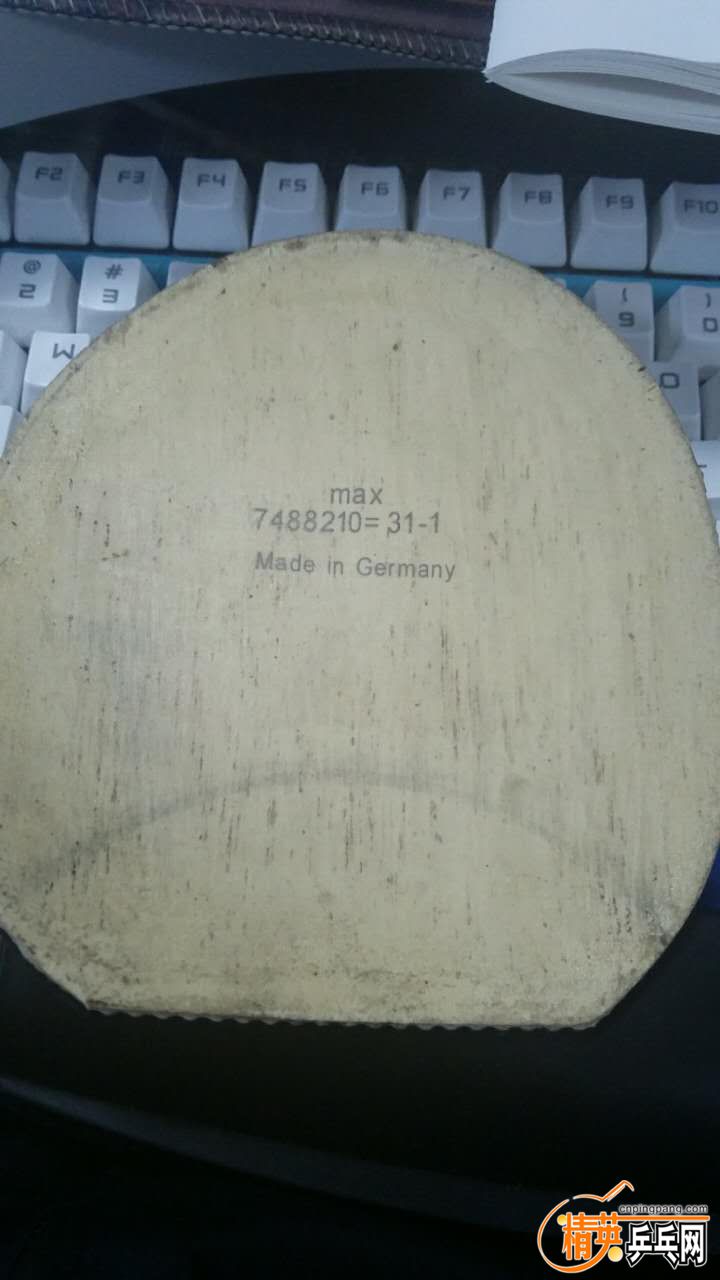 F2 F3 F4 F5 F6 F7 F8 F9 F10
@ # ( )
2 3 9 0
W O
max
7488210= 31-1
Made in Germany
cnpingpang.com
精英乒乓网